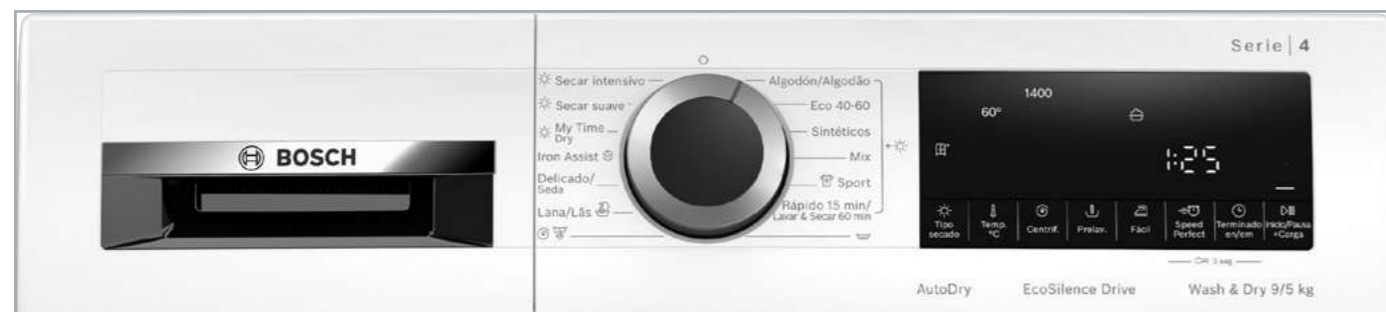 Serie | 4
BOSCH
Secar intensivo
Secar suave
My Time
Dry
Iron Assist
Delicado/
Seda
Lana/Lãs
Algodón/Algodão
Eco 40-60
Sintéticos
Mix
Sport
Rápido 15 min/
Lavar & Secar 60 min
1400
60°
1:25
Tipo
secado
Temp.
°C
Centrif.
Prelav.
Fácil
Speed
Perfect
Terminado
en/em
Inicio/Pausa
+Carga
3 seg
AutoDry
EcoSilence Drive
Wash & Dry 9/5 kg